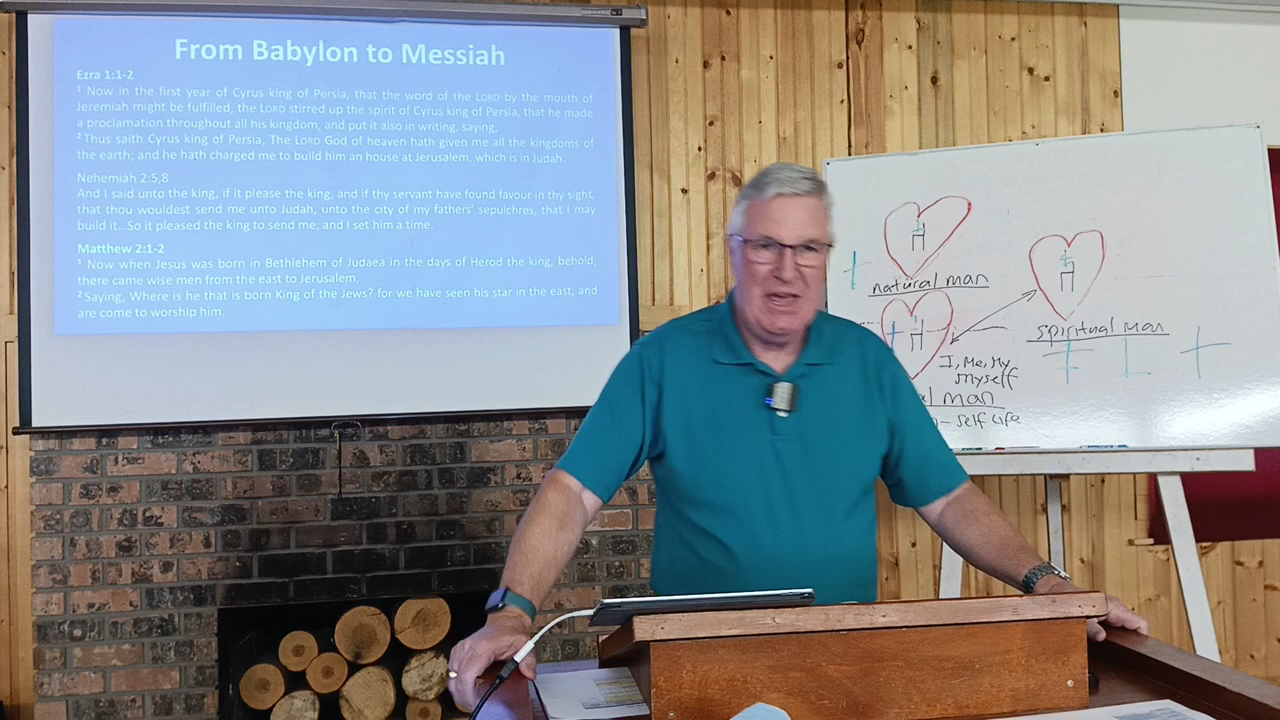 From Babylon to Messiah
Ezra 1:1-2
1 Now in the first year of Cyrus king of Persia, that the word of the LORD by the mouth of
Jeremiah might be fulfilled, the LORD stirred up the spirit of Cyrus king of Persia, that he made
a proclamation throughout all his kingdom, and put it also in writing, saying,
2 Thus saith Cyrus king of Persia, The LORD God of heaven hath given me all the kingdoms of
the earth; and he hath charged me to build him an house at Jerusalem, which is in Judah.
Nehemiah 2:5,8
And I said unto the king, if it please the king, and if thy servant have found favour in thy sight,
that thou wouldest send me unto Judah, unto the city of my fathers' sepulchres, that I may
build it...So it pleased the king to send me; and I set him a time.
Matthew 2:1-2
1 Now when Jesus was born in Bethlehem of Judaea in the days of Herod the king, behold,
there came wise men from the east to Jerusalem,
2 Saying, Where is he that is born King of the Jews? for we have seen his star in the east, and
are come to worship him.
natural man
spiritual man
I, Me, My
Myself
man
- self life